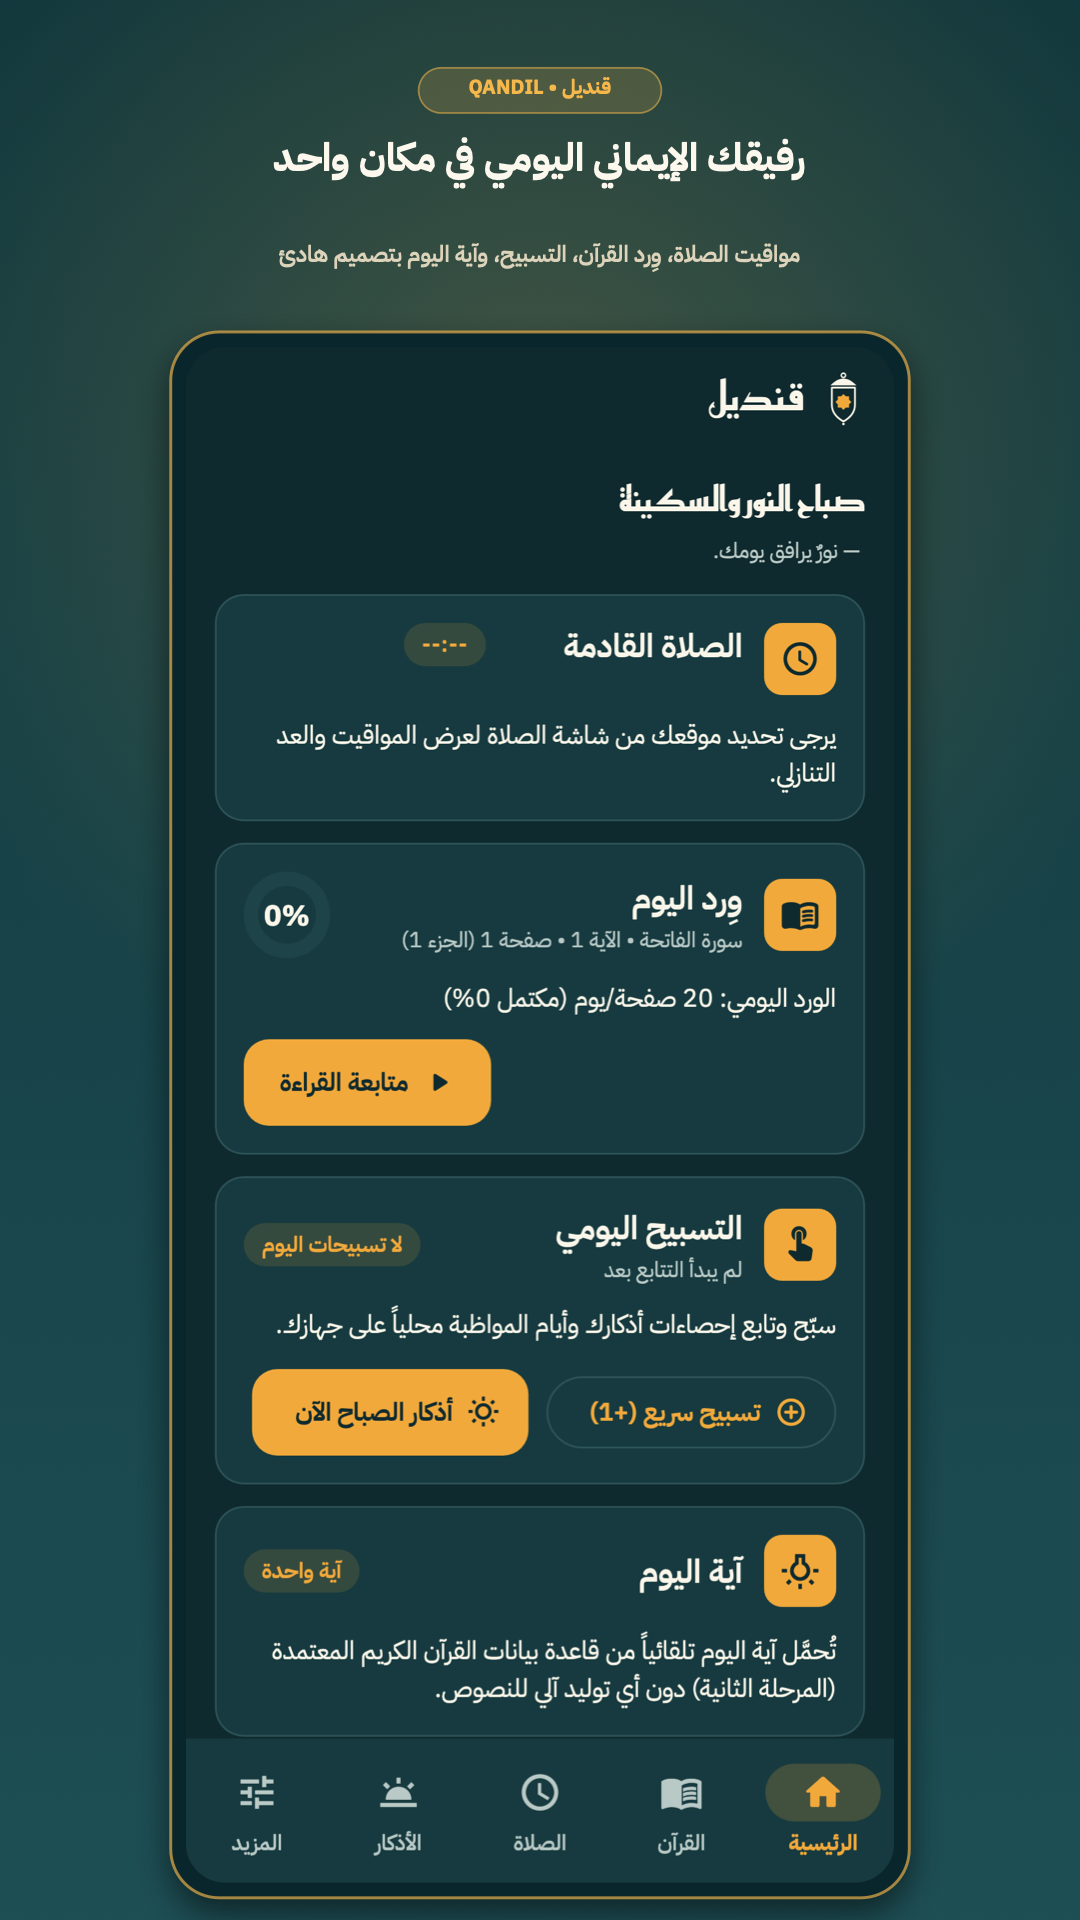 قنديل • QANDIL
رفيقك الإيماني اليومي في مكان واحد
مواقيت الصلاة، وِرد القرآن، التسبيح، وآية اليوم بتصميم هادئ
قنديل
صباح النور والسكينة
— نورٌ يرافق يومك.
الصلاة القادمة
--:--
يرجى تحديد موقعك من شاشة الصلاة لعرض المواقيت والعد
التنازلي.
وِرد اليوم
0%
سورة الفاتحة • الآية 1 • صفحة 1 (الجزء 1)
الورد اليومي: 20 صفحة/يوم (مكتمل 0%)
متابعة القراءة
التسبيح اليومي
لا تسبيحات اليوم
لم يبدأ التتابع بعد
سبّح وتابع إحصاءات أذكارك وأيام المواظبة محلياً على جهازك.
تسبيح سريع (+1)
أذكار الصباح الآن
آية اليوم
آية واحدة
تُحمَّل آية اليوم تلقائياً من قاعدة بيانات القرآن الكريم المعتمدة
(المرحلة الثانية) دون أي توليد آلي للنصوص.
الرئيسية
القرآن
الصلاة
الأذكار
المزيد